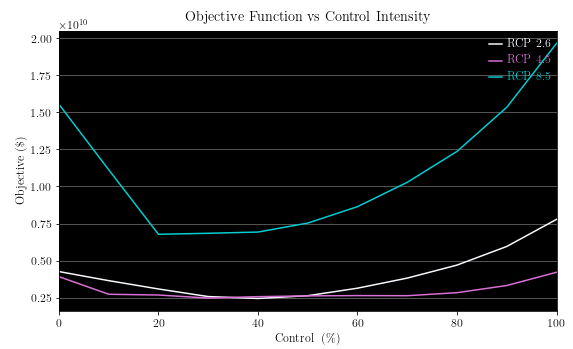 Objective Function vs Control Intensity
×10¹⁰
2.00
1.75
1.50
1.25
1.00
0.75
0.50
0.25
Objective ($)
RCP 2.6
RCP 4.5
RCP 8.5
0 20 40 60 80 100
Control (%)